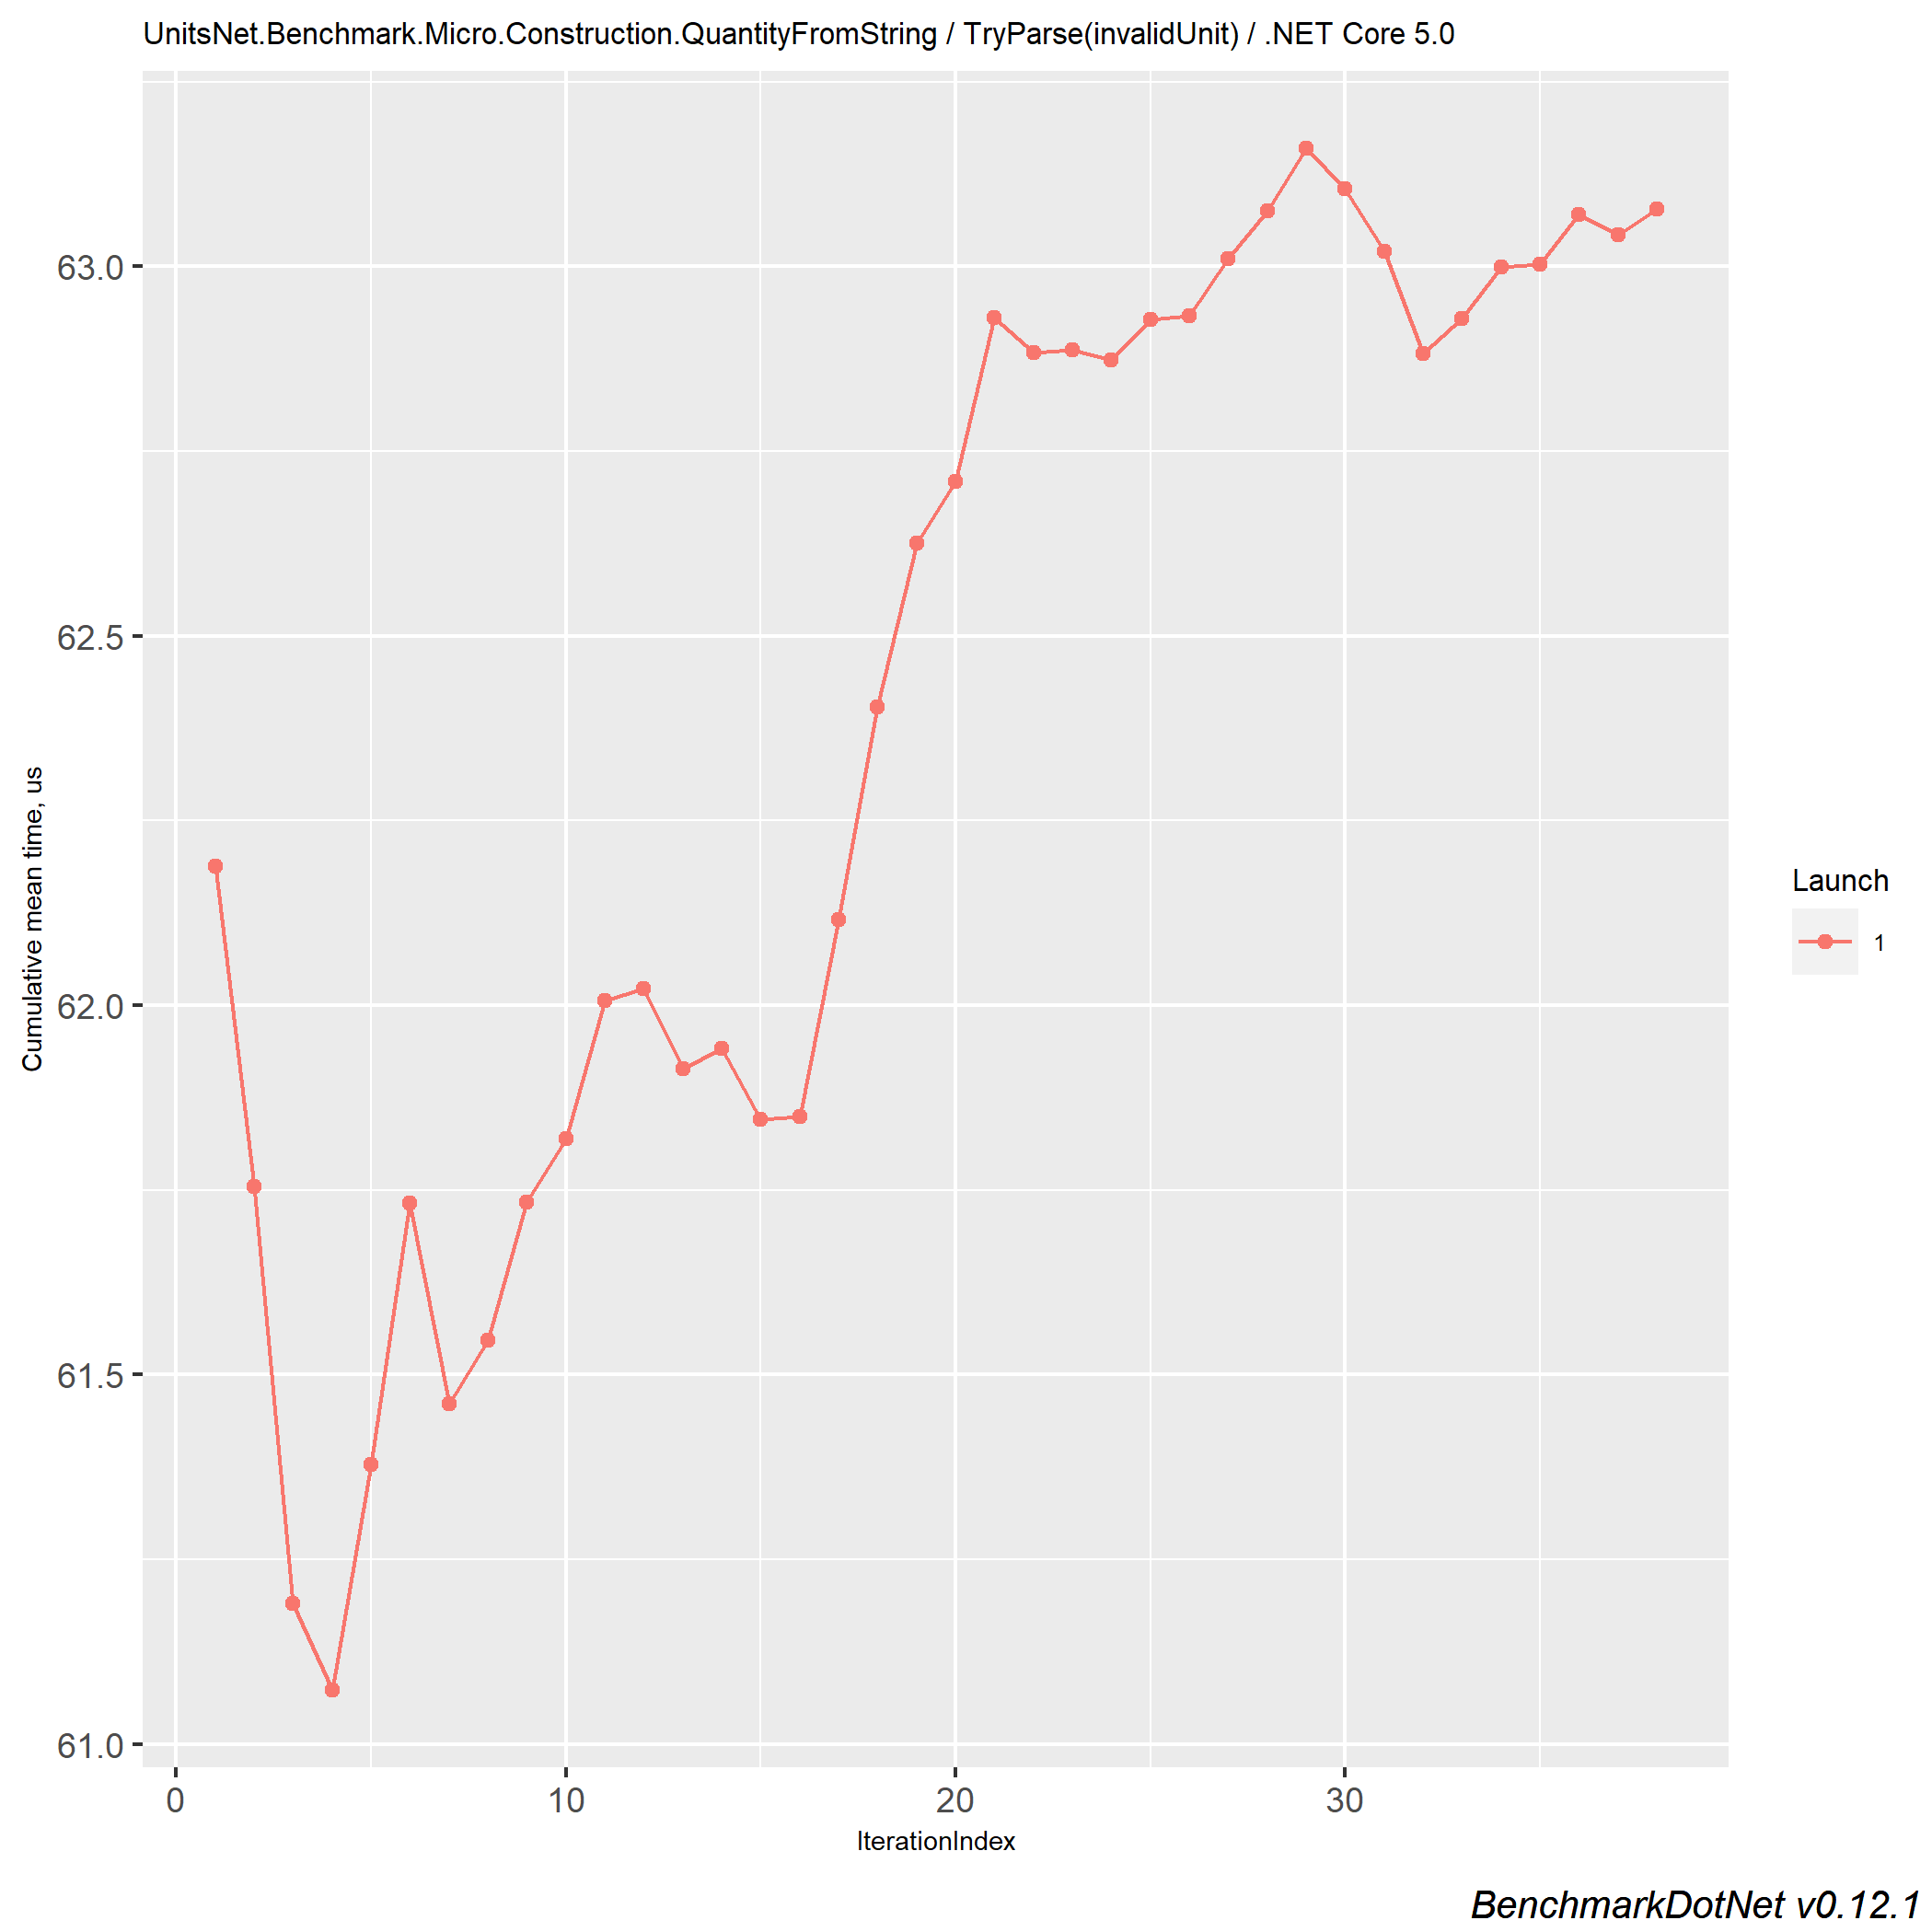 UnitsNet.Benchmark.Micro.Construction.QuantityFromString / TryParse(invalidUnit) / .NET Core 5.0
Cumulative mean time, us
63.0
62.5
62.0
61.5
61.0
0 10 20 30
IterationIndex
Launch
1
BenchmarkDotNet v0.12.1